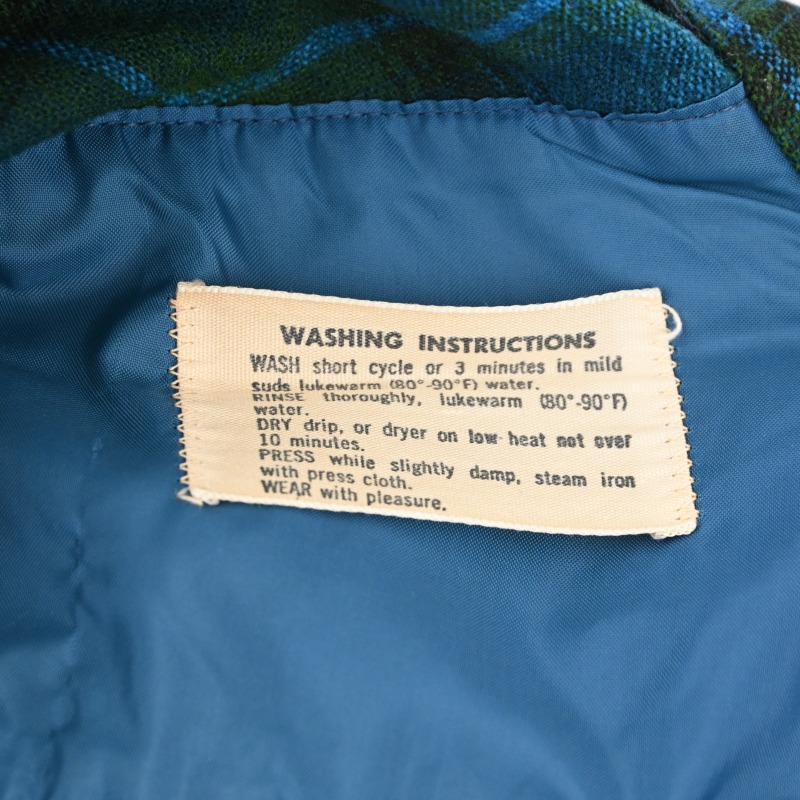 WASHING INSTRUCTIONS
WASH short cycle or 3 minutes in mild
suds lukewarm (80°-90°F) water.
RINSE thoroughly, lukewarm (80°-90°F)
water.
DRY drip, or dryer on low heat not over
10 minutes.
PRESS while slightly damp, steam iron
with press cloth.
WEAR with pleasure.